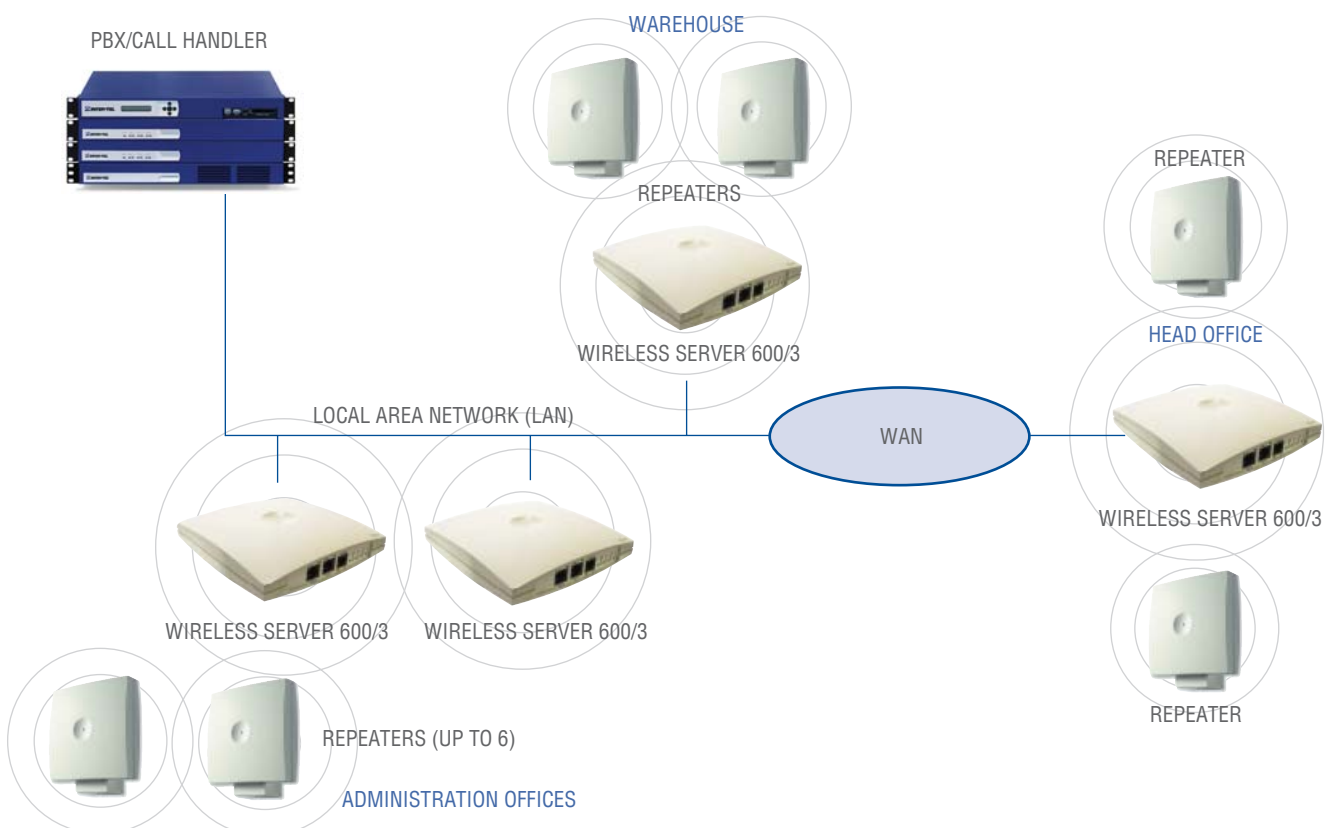 WAREHOUSE
PBX/CALL HANDLER
REPEATER
REPEATERS
HEAD OFFICE
WIRELESS SERVER 600/3
LOCAL AREA NETWORK (LAN)
WAN
WIRELESS SERVER 600/3
WIRELESS SERVER 600/3
WIRELESS SERVER 600/3
REPEATER
REPEATERS (UP TO 6)
ADMINISTRATION OFFICES